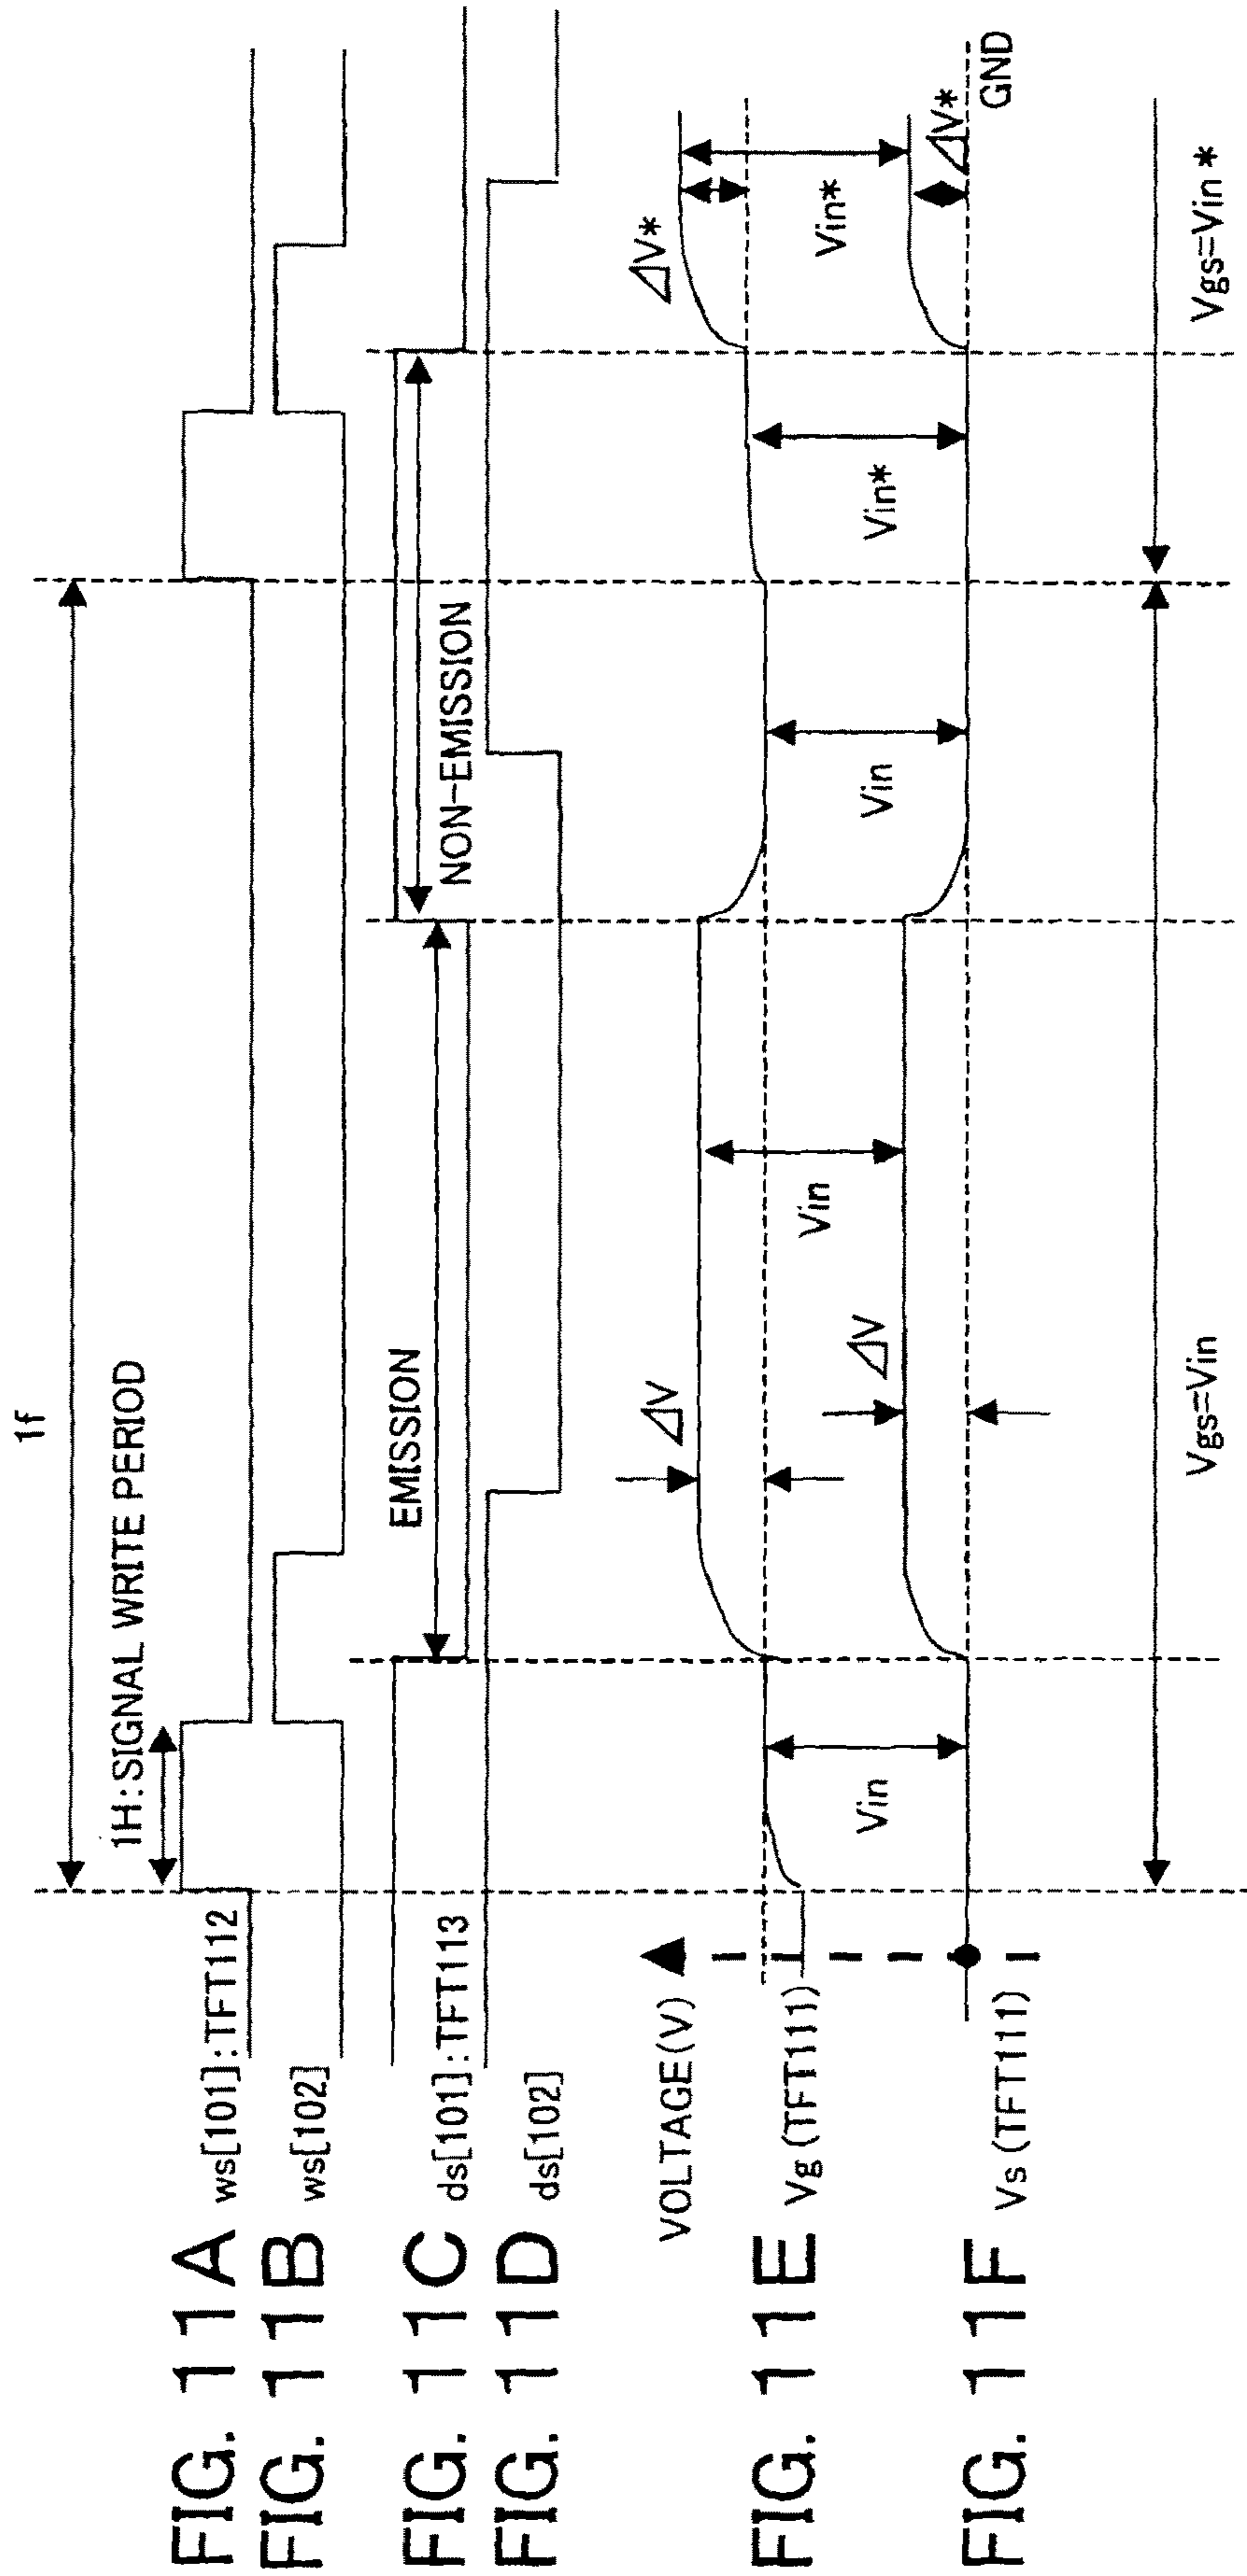 1f
1H:SIGNAL WRITE PERIOD
FIG. 11A ws[101]:TFT112
FIG. 11B ws[102]
EMISSION
NON-EMISSION
FIG. 11C ds[101]:TFT113
FIG. 11D ds[102]
VOLTAGE(V)
ΔV
ΔV*
FIG. 11E Vg(TFT111)
Vin
Vin
Vin
Vin*
Vin*
ΔV
ΔV*
FIG. 11F Vs(TFT111)
GND
Vgs=Vin
Vgs=Vin*